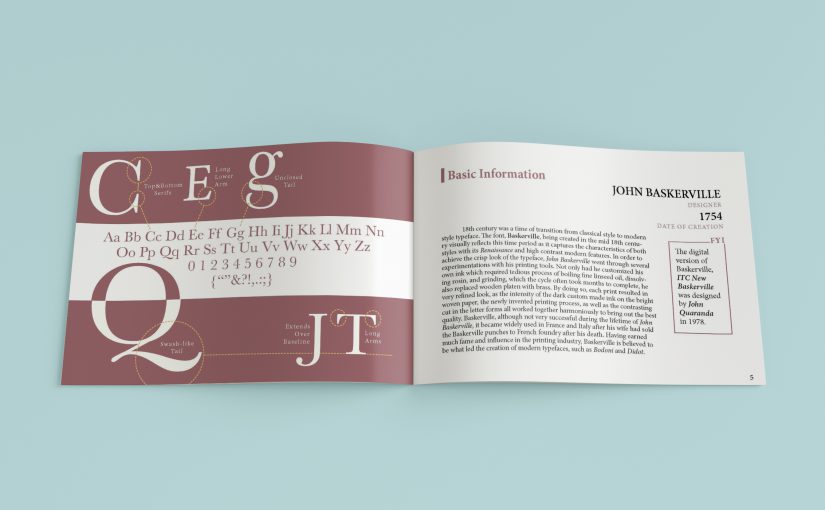 C
E
g
Top&Bottom
Serifs
Long
Lower
Arm
Unclosed
Tail
Aa Bb Cc Dd Ee Ff Gg Hh Ii Jj Kk Ll Mm Nn
Oo Pp Qq Rr Ss Tt Uu Vv Ww Xx Yy Zz
0 1 2 3 4 5 6 7 8 9
{“”&?!,.:;}
Q
Swash-like
Tail
Extends
Over
Baseline
J
T
Long
Arms
Basic Information
JOHN BASKERVILLE
DESIGNER
1754
DATE OF CREATION
18th century was a time of transition from classical style to modern
style typeface. The font, Baskerville, being created in the mid 18th centu-
ry visually reflects this time period as it captures the characteristics of both
styles with its Renaissance and high contrast modern features. In order to
achieve the crisp look of the typeface, John Baskerville went through several
experimentations with his printing tools. Not only had he customized his
own ink which required tedious process of boiling fine linseed oil, dissolv-
ing rosin, and grinding, which the cycle often took months to complete, he
also replaced wooden platen with brass. By doing so, each print resulted in
very refined look, as the intensity of the dark custom made ink on the bright
woven paper, the newly invented printing process, as well as the contrasting
cut in the letter forms all worked together harmoniously to bring out the best
quality. Baskerville, although not very successful during the lifetime of John
Baskerville, it became widely used in France and Italy after his wife had sold
the Baskerville punches to French foundry after his death. Having earned
much fame and influence in the printing industry, Baskerville is believed to
be what led the creation of modern typefaces, such as Bodoni and Didot.
FYI
The digital
version of
Baskerville,
ITC New
Baskerville
was designed
by John
Quaranda
in 1978.
5